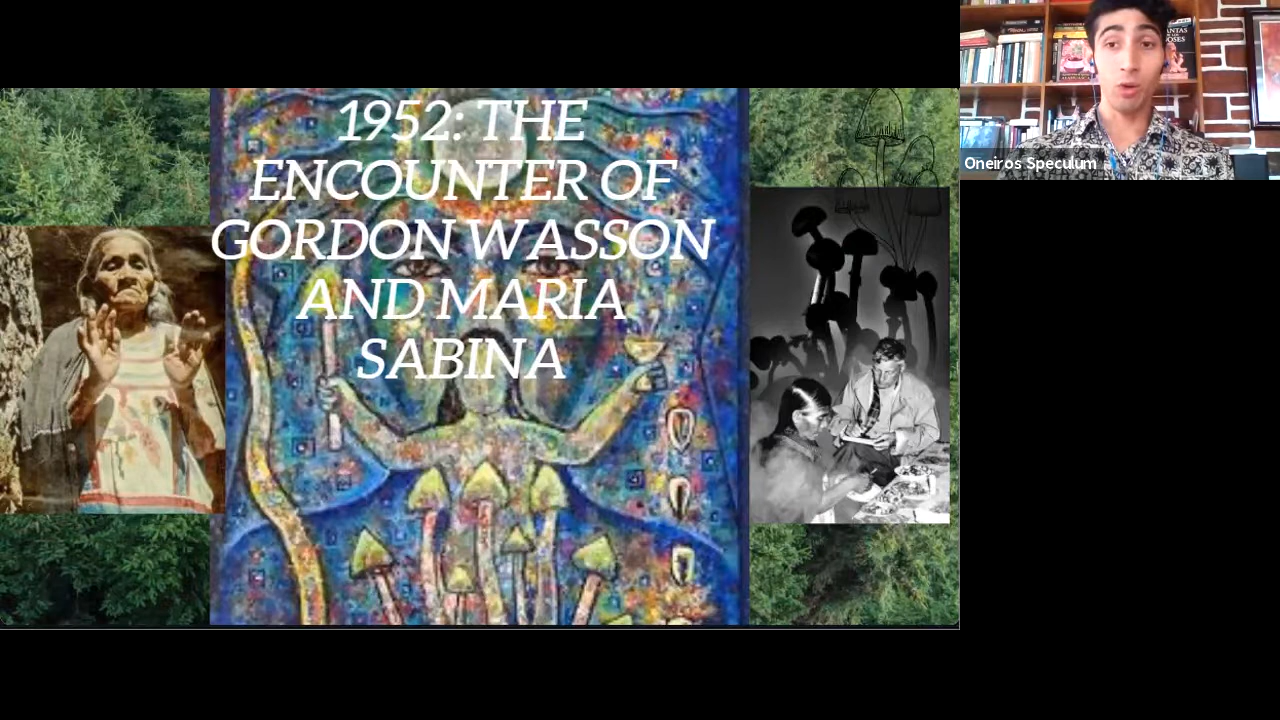 1952: THE
ENCOUNTER OF
GORDON WASSON
AND MARIA
SABINA
Oneiros Speculum